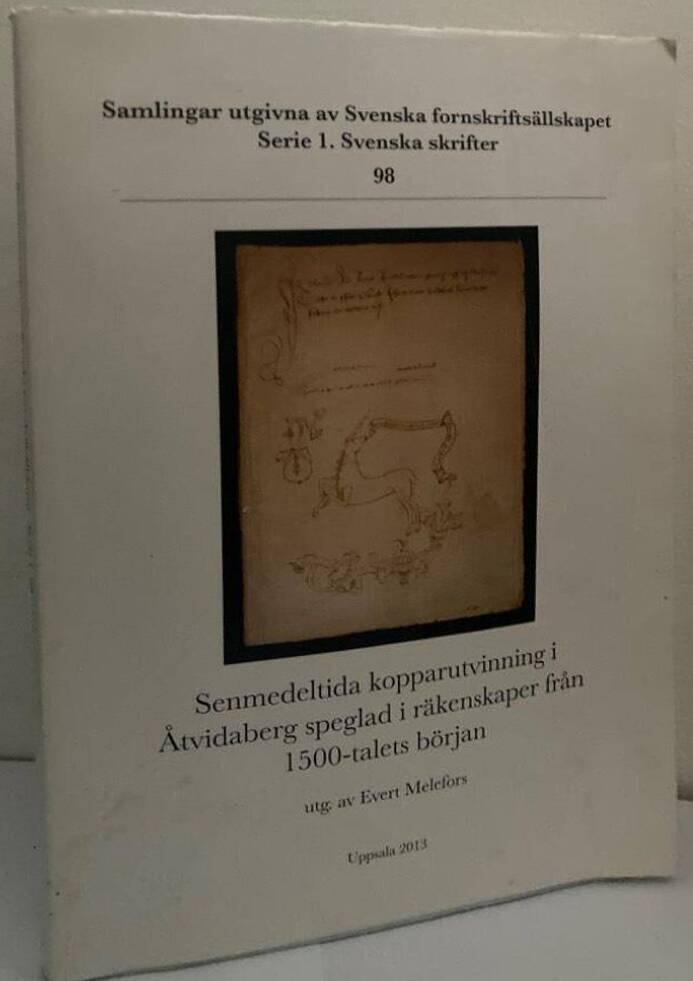 Samlingar utgivna av Svenska fornskriftsällskapet
Serie 1. Svenska skrifter
98
Senmedeltida kopparutvinning i
Åtvidaberg speglad i räkenskaper från
1500-talets början
utg. av Evert Melefors
Uppsala 2013